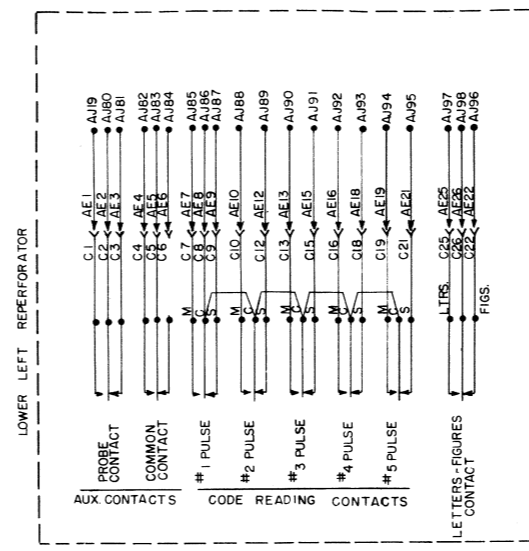 LOWER LEFT REPERFORATOR
AJ19
AJ80
AJ81
AJ82
AJ83
AJ84
AJ85
AJ86
AJ87
AJ88
AJ89
AJ90
AJ91
AJ92
AJ93
AJ94
AJ95
AJ97
AJ98
AJ96
AE1
AE2
AE3
AE4
AE5
AE6
AE7
AE8
AE9
AE10
AE12
AE13
AE15
AE16
AE18
AE19
AE21
AE25
AE26
AE22
C1
C2
C3
C4
C5
C6
C7
C8
C9
C10
C12
C13
C15
C16
C18
C19
C21
C25
C26
C22
M C S
M C S
M C S
M C S
M C S
LTRS.
FIGS.
PROBE CONTACT
COMMON CONTACT
#1 PULSE
#2 PULSE
#3 PULSE
#4 PULSE
#5 PULSE
LETTERS-FIGURES CONTACT
AUX. CONTACTS
CODE READING CONTACTS